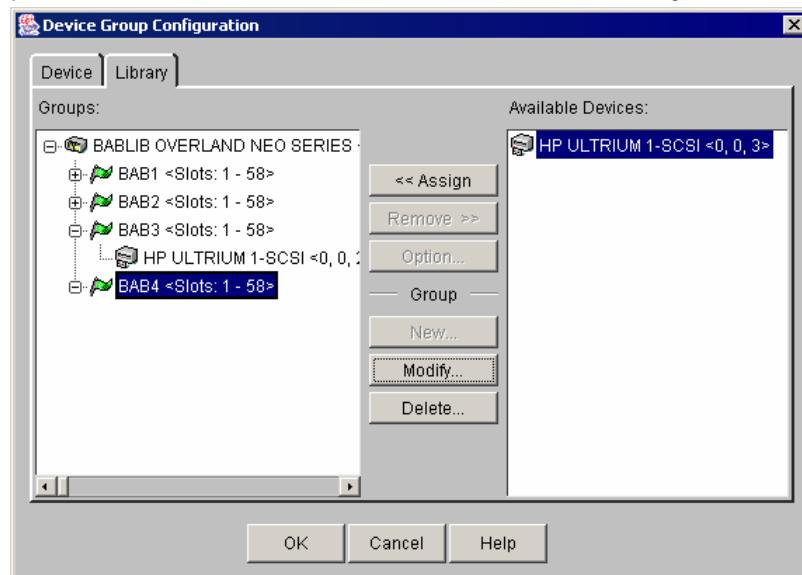 Device Group Configuration
Device Library
Groups:
Available Devices:
BABLIB OVERLAND NEO SERIES -
BAB1 <Slots: 1 - 58>
BAB2 <Slots: 1 - 58>
BAB3 <Slots: 1 - 58>
HP ULTRIUM 1-SCSI <0, 0, 2
BAB4 <Slots: 1 - 58>
<< Assign
Remove >>
Option...
Group
New...
Modify...
Delete...
HP ULTRIUM 1-SCSI <0, 0, 3>
OK Cancel Help